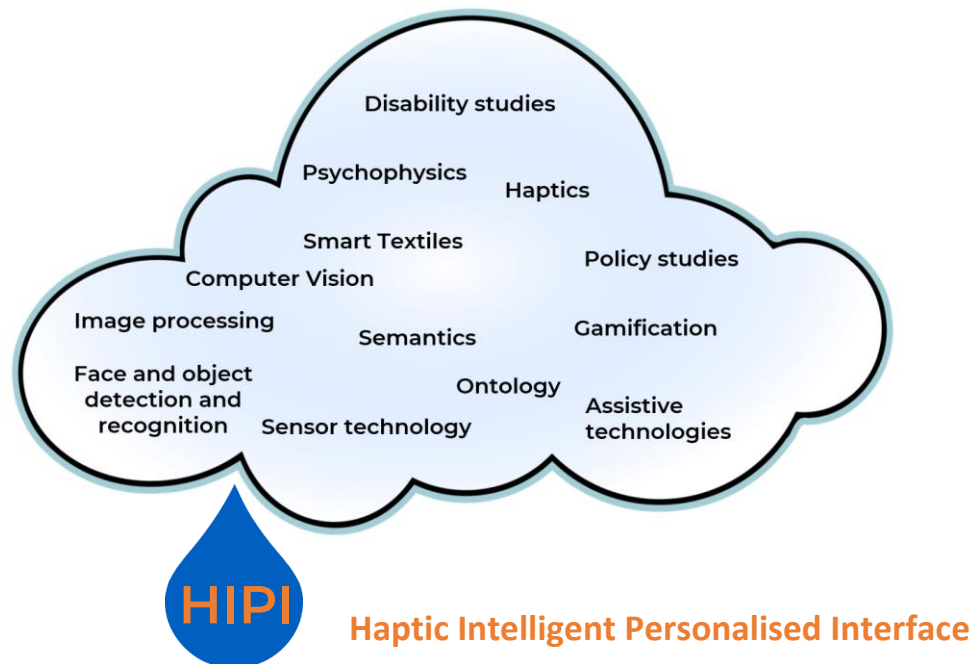 Disability studies
Psychophysics
Haptics
Smart Textiles
Policy studies
Computer Vision
Image processing
Gamification
Semantics
Face and object
detection and
recognition
Ontology
Assistive
technologies
Sensor technology
HIPI
Haptic Intelligent Personalised Interface